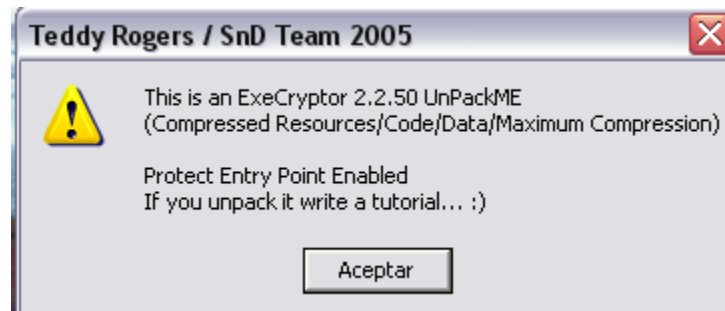 Teddy Rogers / SnD Team 2005
This is an ExeCryptor 2.2.50 UnPackME
(Compressed Resources/Code/Data/Maximum Compression)
Protect Entry Point Enabled
If you unpack it write a tutorial... :)
Aceptar